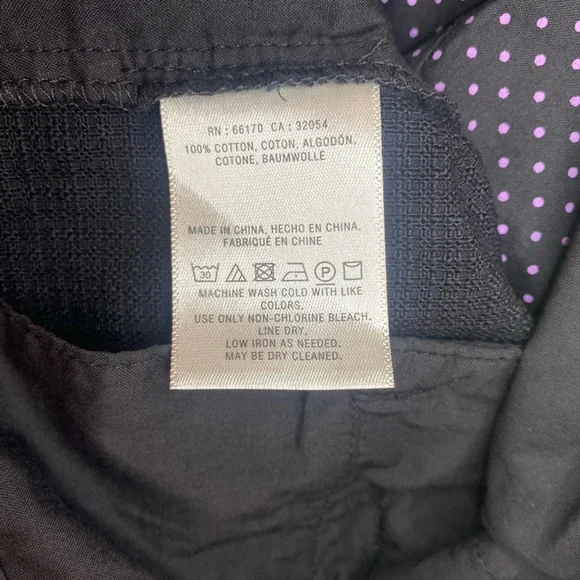 RN : 66170 CA : 32054
100% COTTON, COTON, ALGODÓN,
COTONE, BAUMWOLLE
MADE IN CHINA, HECHO EN CHINA,
FABRIQUÉ EN CHINE
30 P
MACHINE WASH COLD WITH LIKE
COLORS.
USE ONLY NON-CHLORINE BLEACH.
LINE DRY.
LOW IRON AS NEEDED.
MAY BE DRY CLEANED.